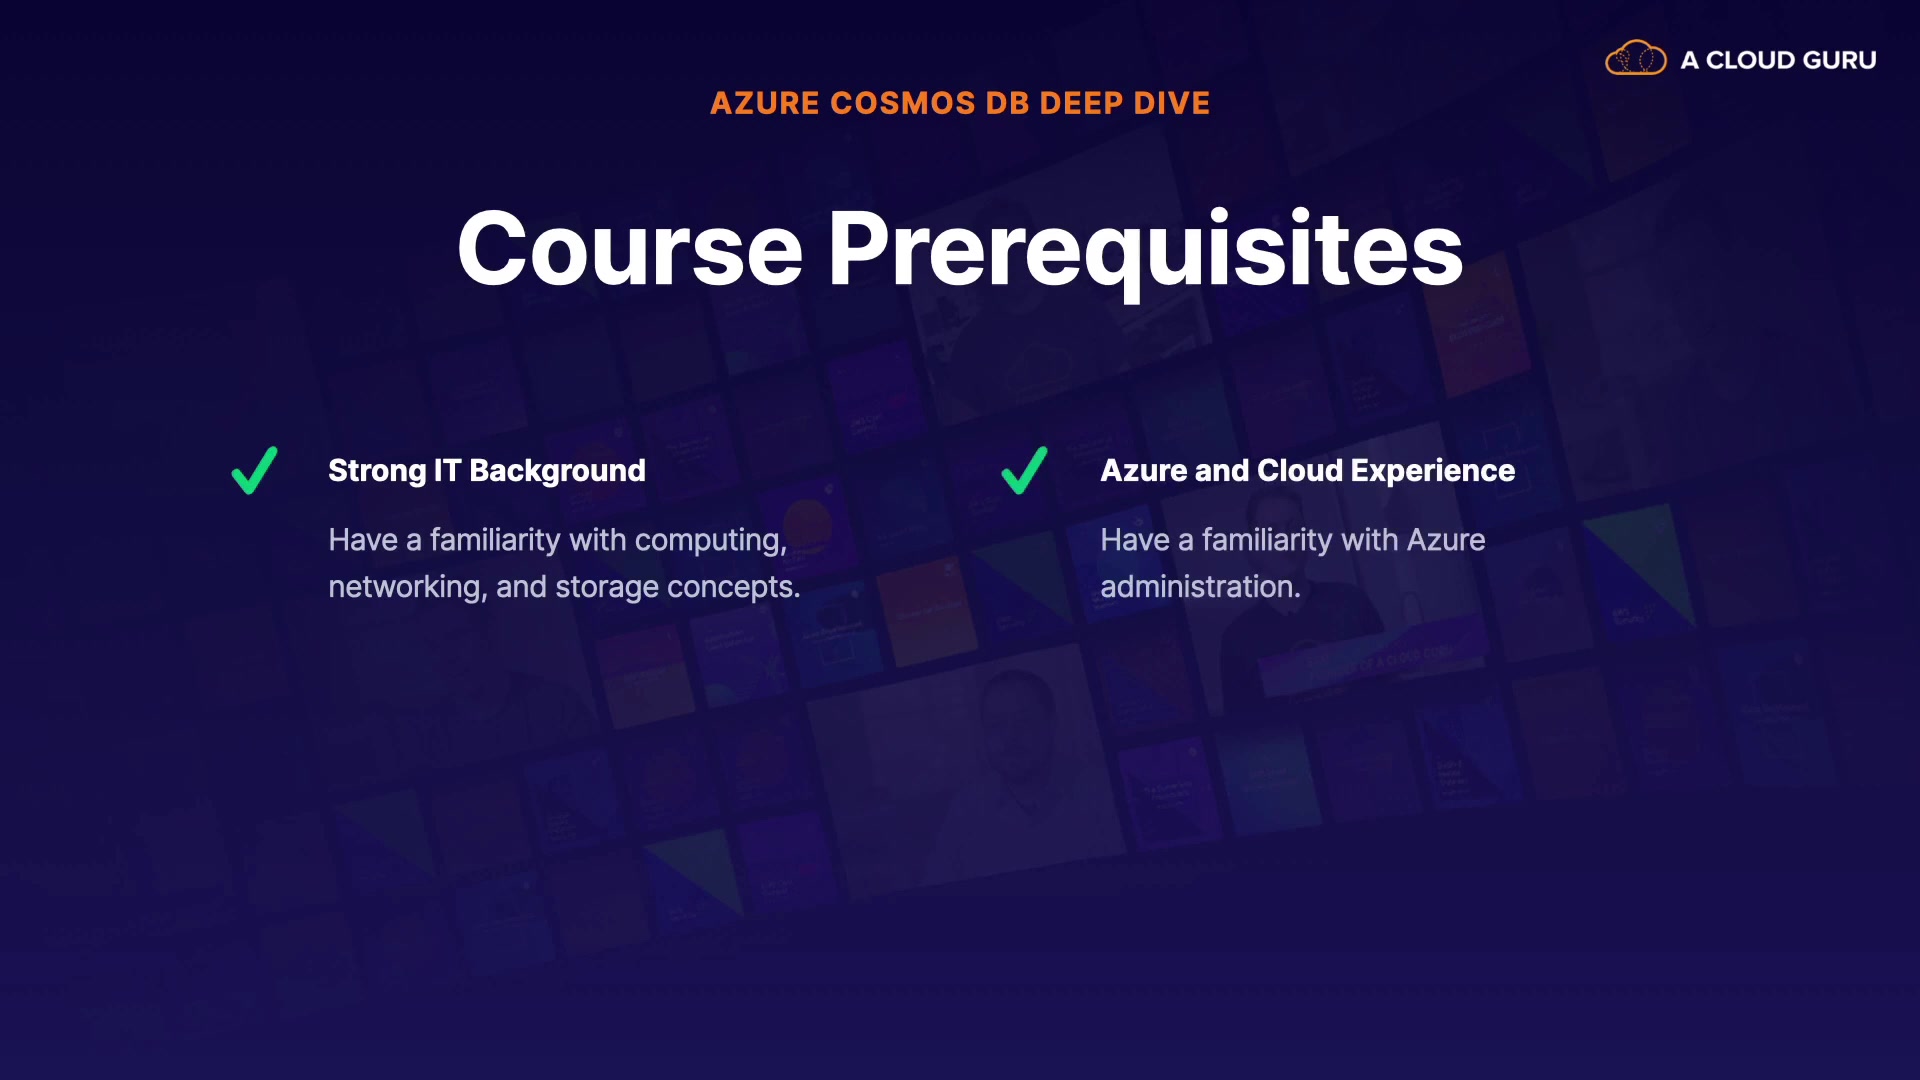 A CLOUD GURU
AZURE COSMOS DB DEEP DIVE
Course Prerequisites
Strong IT Background
Have a familiarity with computing,
networking, and storage concepts.
Azure and Cloud Experience
Have a familiarity with Azure
administration.